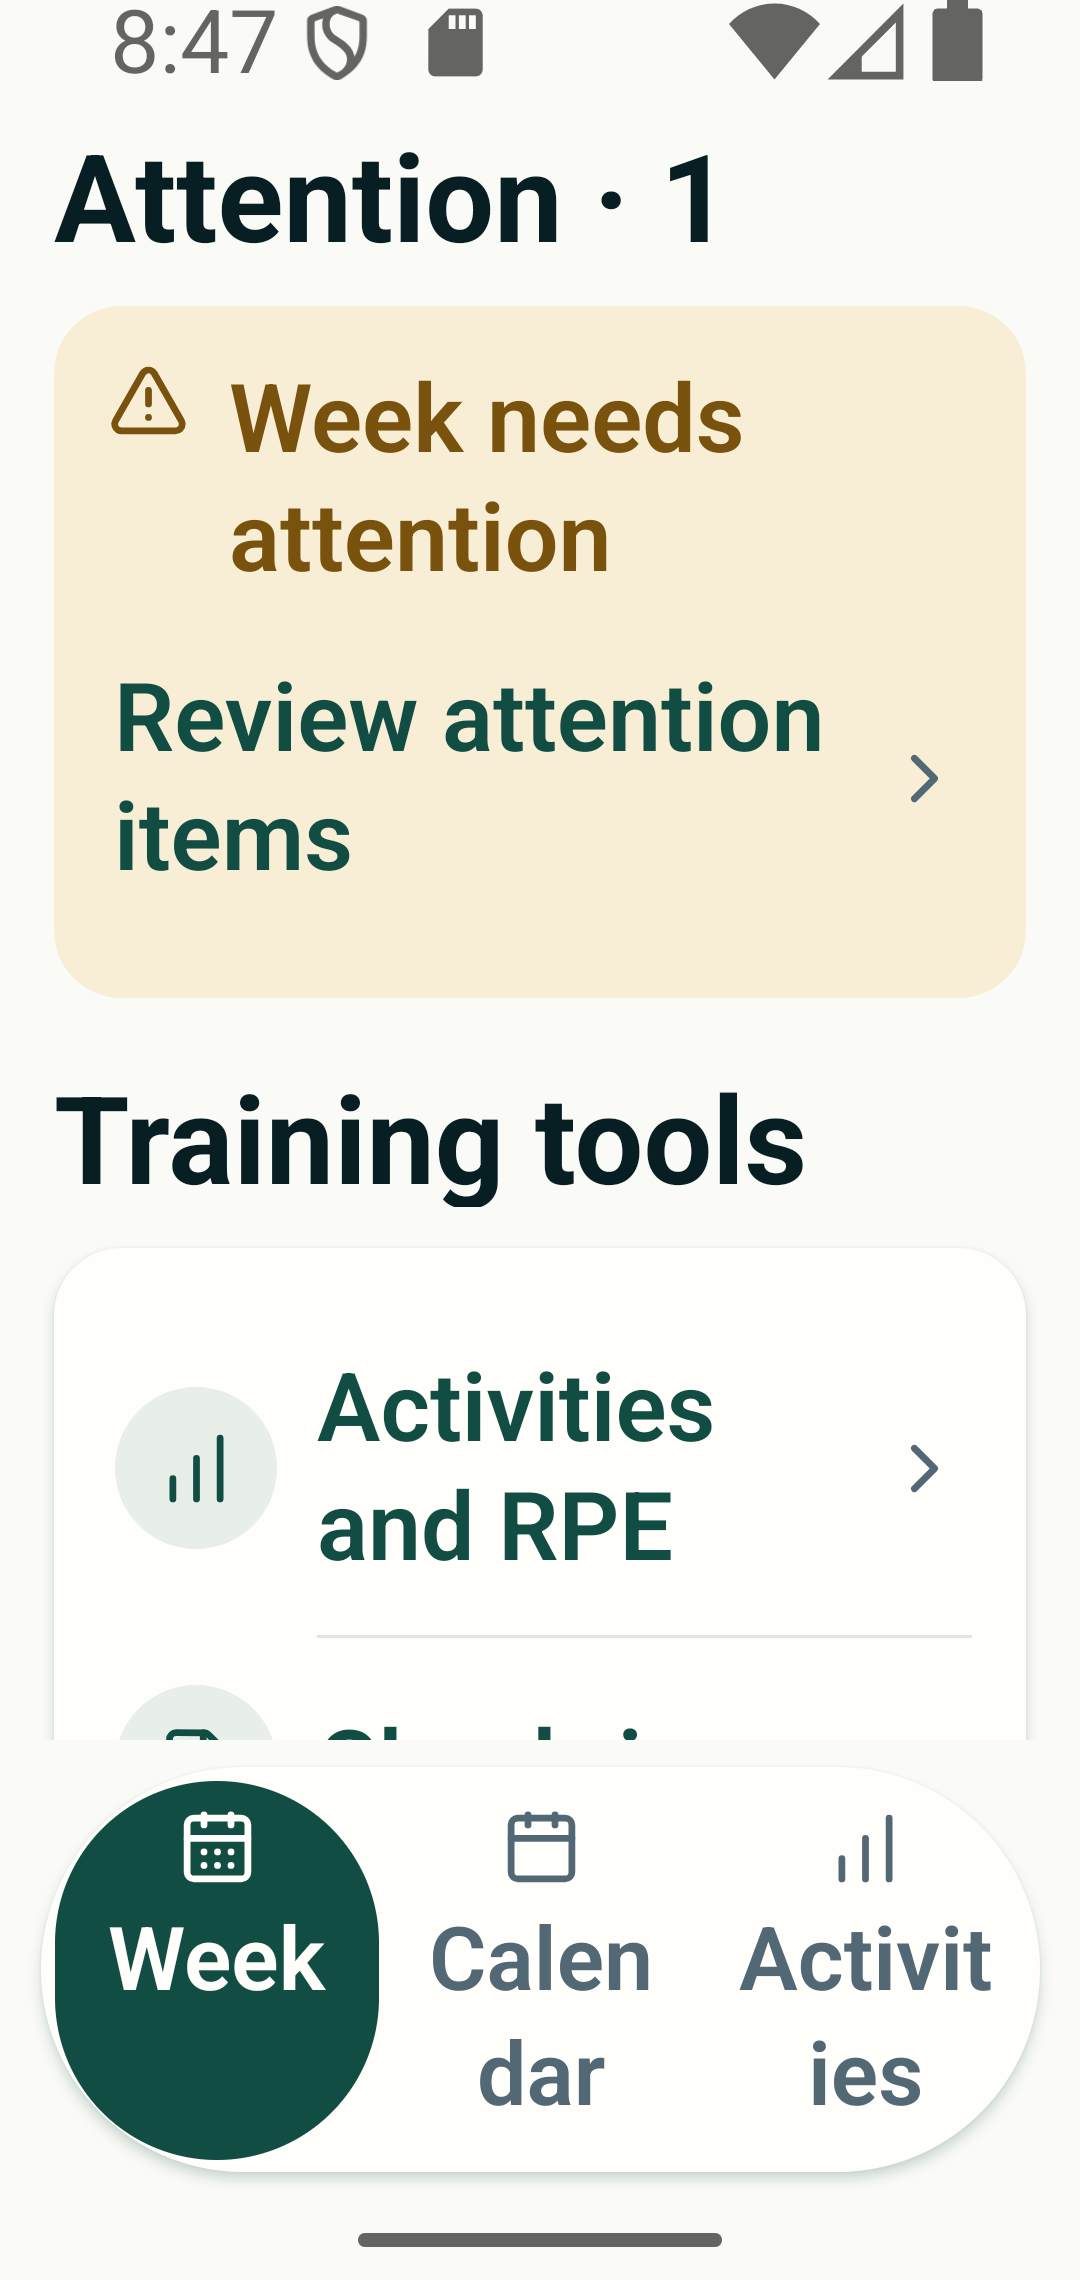 8:47
Attention · 1
Week needs
attention
Review attention
items
Training tools
Activities
and RPE
Week
Calen
dar
Activit
ies